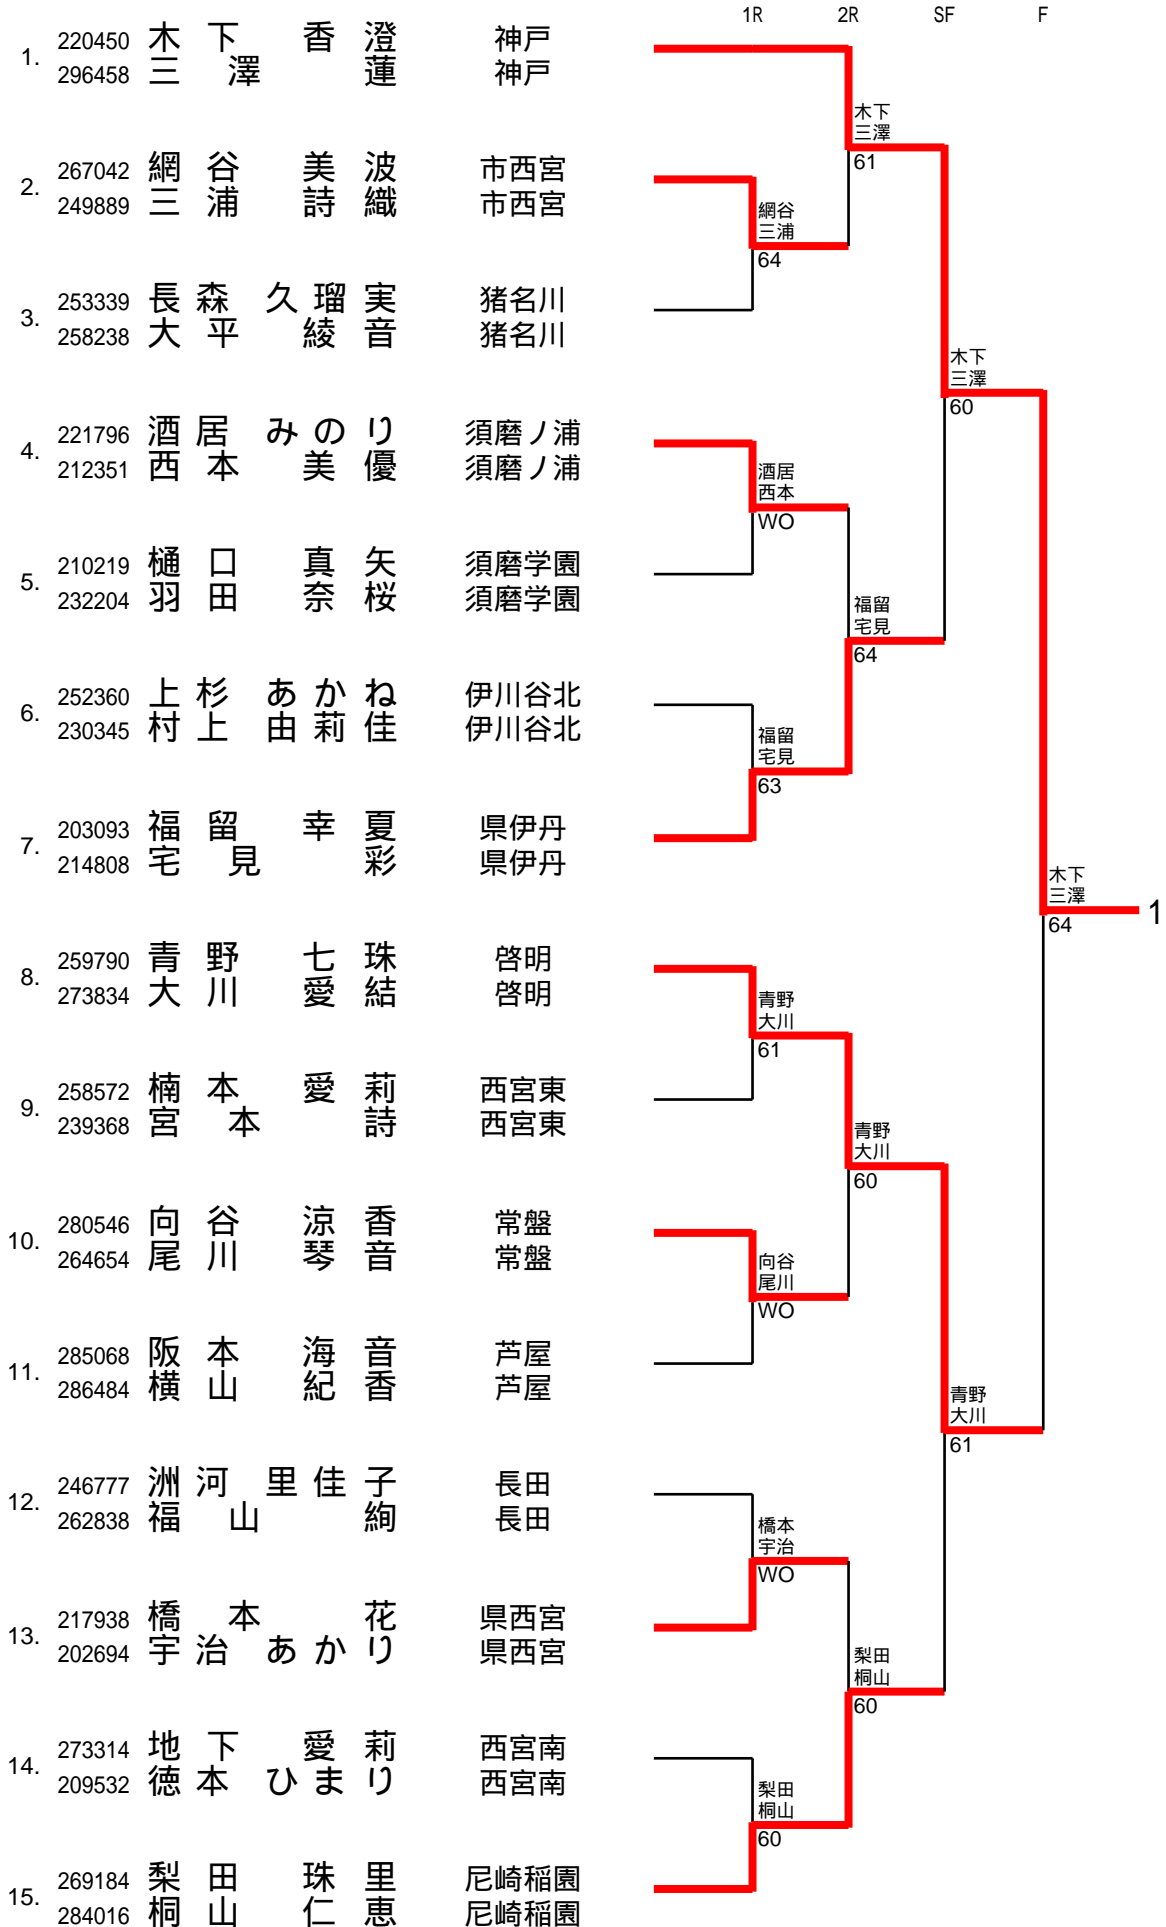 1R 2R SF F
1. 220450 木下 香澄 神戸
296458 三澤 蓮 神戸
木下
三澤
61
2. 267042 網谷 美波 市西宮
249889 三浦 詩織 市西宮
網谷
三浦
64
3. 253339 長森 久瑠実 猪名川
258238 大平 綾音 猪名川
木下
三澤
60
4. 221796 酒居 みのり 須磨ノ浦
212351 西本 美優 須磨ノ浦
酒居
西本
WO
5. 210219 樋口 真矢 須磨学園
232204 羽田 奈桜 須磨学園
福留
宅見
64
6. 252360 上杉 あかね 伊川谷北
230345 村上 由莉佳 伊川谷北
福留
宅見
63
7. 203093 福留 幸夏 県伊丹
214808 宅見 彩 県伊丹
木下
三澤
64
1
8. 259790 青野 七珠 啓明
273834 大川 愛結 啓明
青野
大川
61
9. 258572 楠本 愛莉 西宮東
239368 宮本 詩 西宮東
青野
大川
60
10. 280546 向谷 涼香 常盤
264654 尾川 琴音 常盤
向谷
尾川
WO
11. 285068 阪本 海音 芦屋
286484 横山 紀香 芦屋
青野
大川
61
12. 246777 洲河 里佳子 長田
262838 福山 絢 長田
橋本
宇治
WO
13. 217938 橋本 花 県西宮
202694 宇治 あかり 県西宮
梨田
桐山
60
14. 273314 地下 愛莉 西宮南
209532 徳本 ひまり 西宮南
梨田
桐山
60
15. 269184 梨田 珠里 尼崎稲園
284016 桐山 仁恵 尼崎稲園